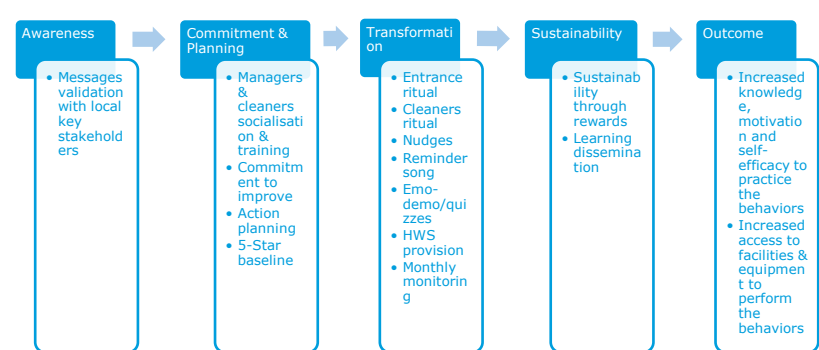 Awareness
• Messages
validation
with local
key
stakehold
ers
Commitment &
Planning
• Managers
&
cleaners
socialisati
on &
training
• Commitm
ent to
improve
• Action
planning
• 5-Star
baseline
Transformati
on
• Entrance
ritual
• Cleaners
ritual
• Nudges
• Reminder
song
• Emo-
demo/qui
zzes
• HWS
provision
• Monthly
monitorin
g
Sustainability
• Sustainab
ility
through
rewards
• Learning
dissemina
tion
Outcome
• Increased
knowledg
e,
motivatio
n and
self-
efficacy to
practice
the
behaviors
• Increased
access to
facilities &
equipmen
t to
perform
the
behaviors